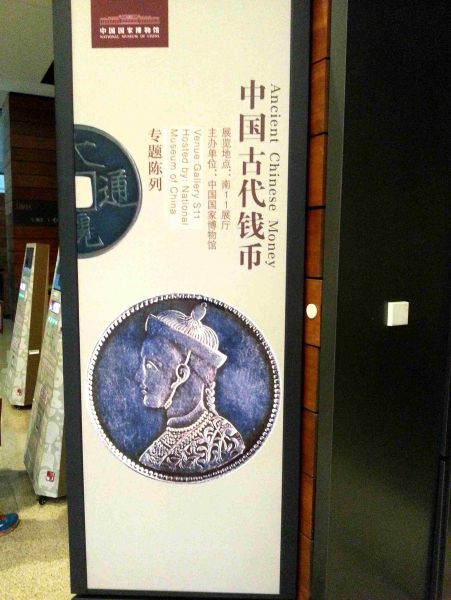 中国国家博物馆
NATIONAL MUSEUM OF CHINA
中国古代钱币
Ancient Chinese Money
展览地点：南11展厅
主办单位：中国国家博物馆
Venue:Gallery S11
Hosted by: National
Museum of China
专题陈列
大
通